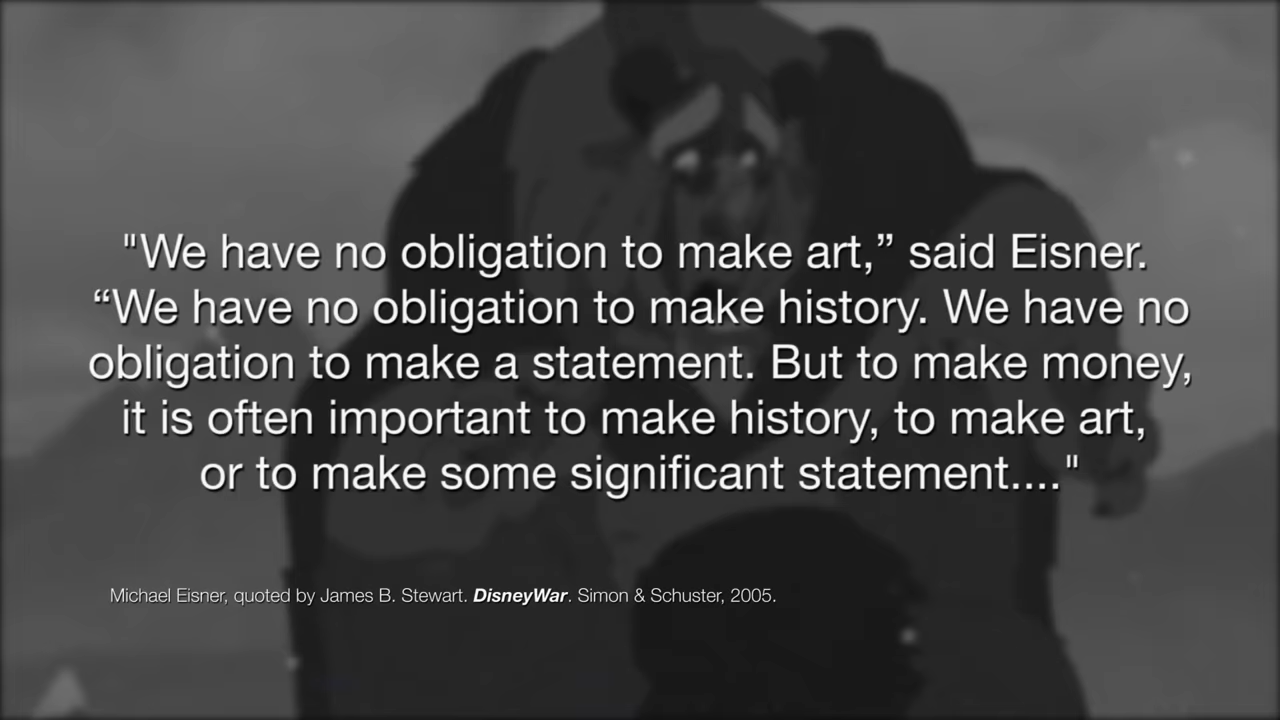 "We have no obligation to make art,” said Eisner.
“We have no obligation to make history. We have no
obligation to make a statement. But to make money,
it is often important to make history, to make art,
or to make some significant statement...."
Michael Eisner, quoted by James B. Stewart. DisneyWar. Simon & Schuster, 2005.